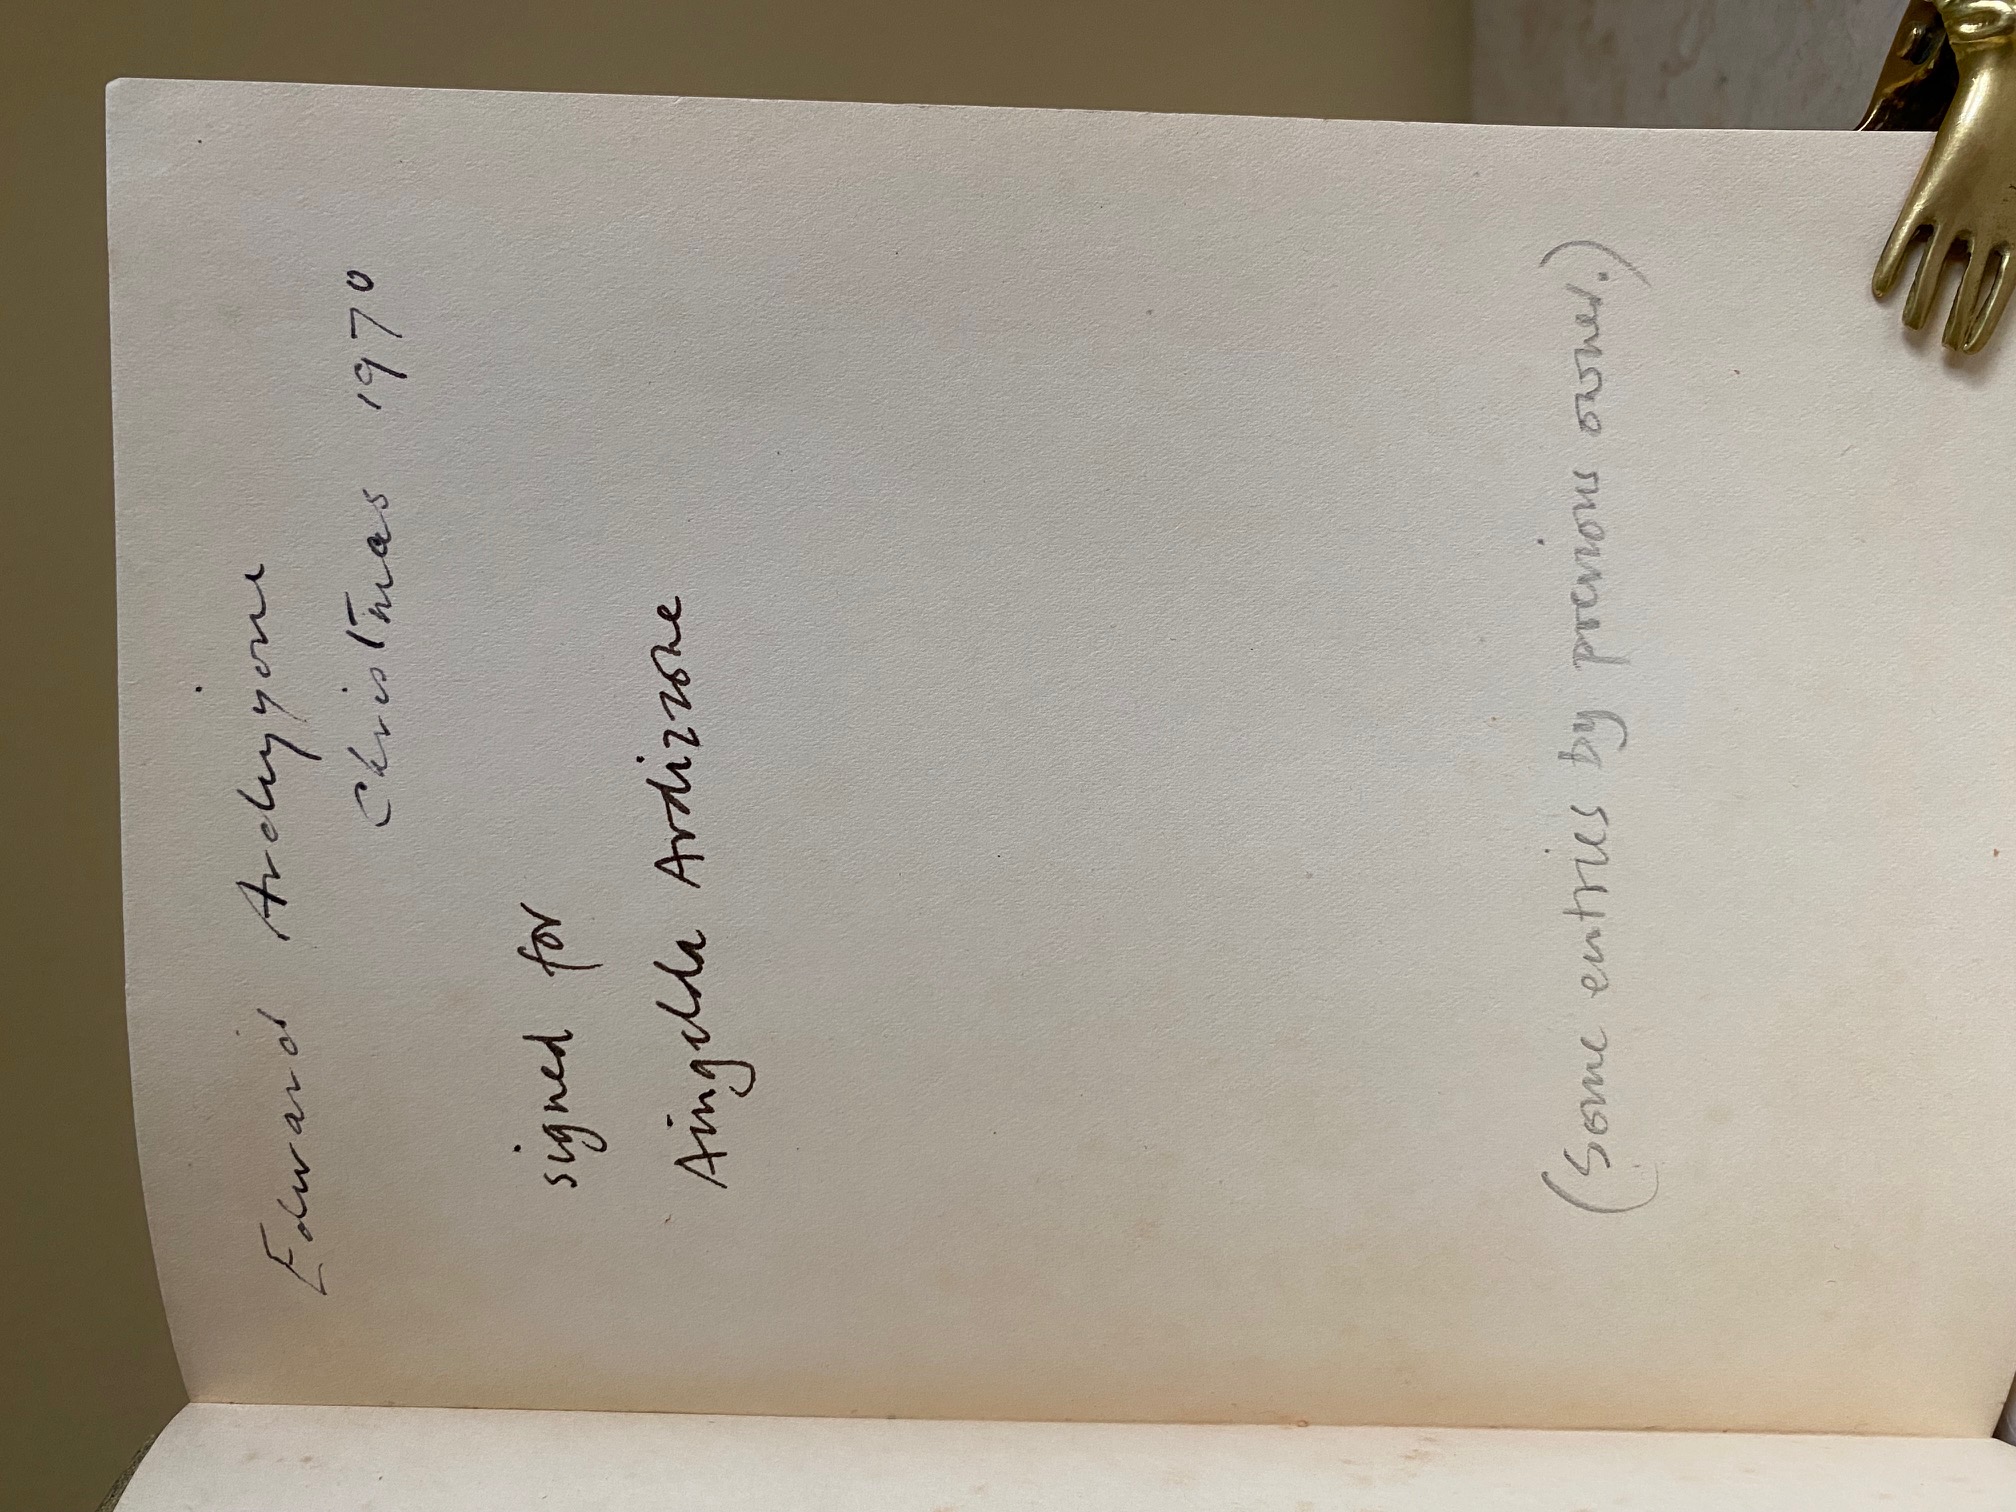 Edward Ardizzone
Christmas 1970
signed for
Aingelda Ardizzone
(Some entries by previous owner.)